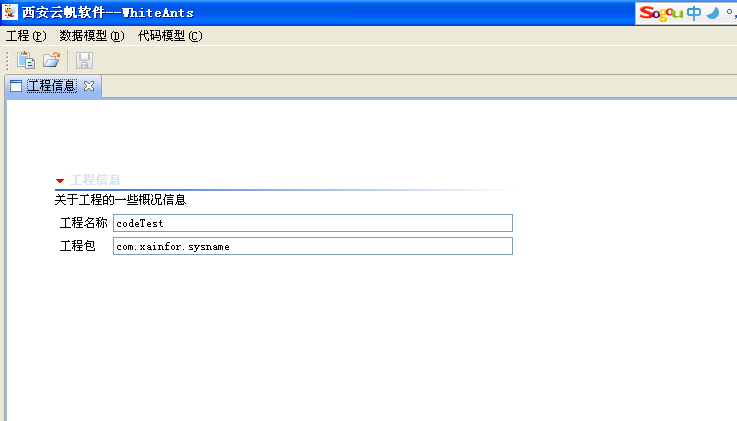 西安云帆软件--WhiteAnts
Sogou 中
工程(P) 数据模型(D) 代码模型(C)
工程信息
工程信息
关于工程的一些概况信息
工程名称 codeTest
工程包 com.xainfor.sysname